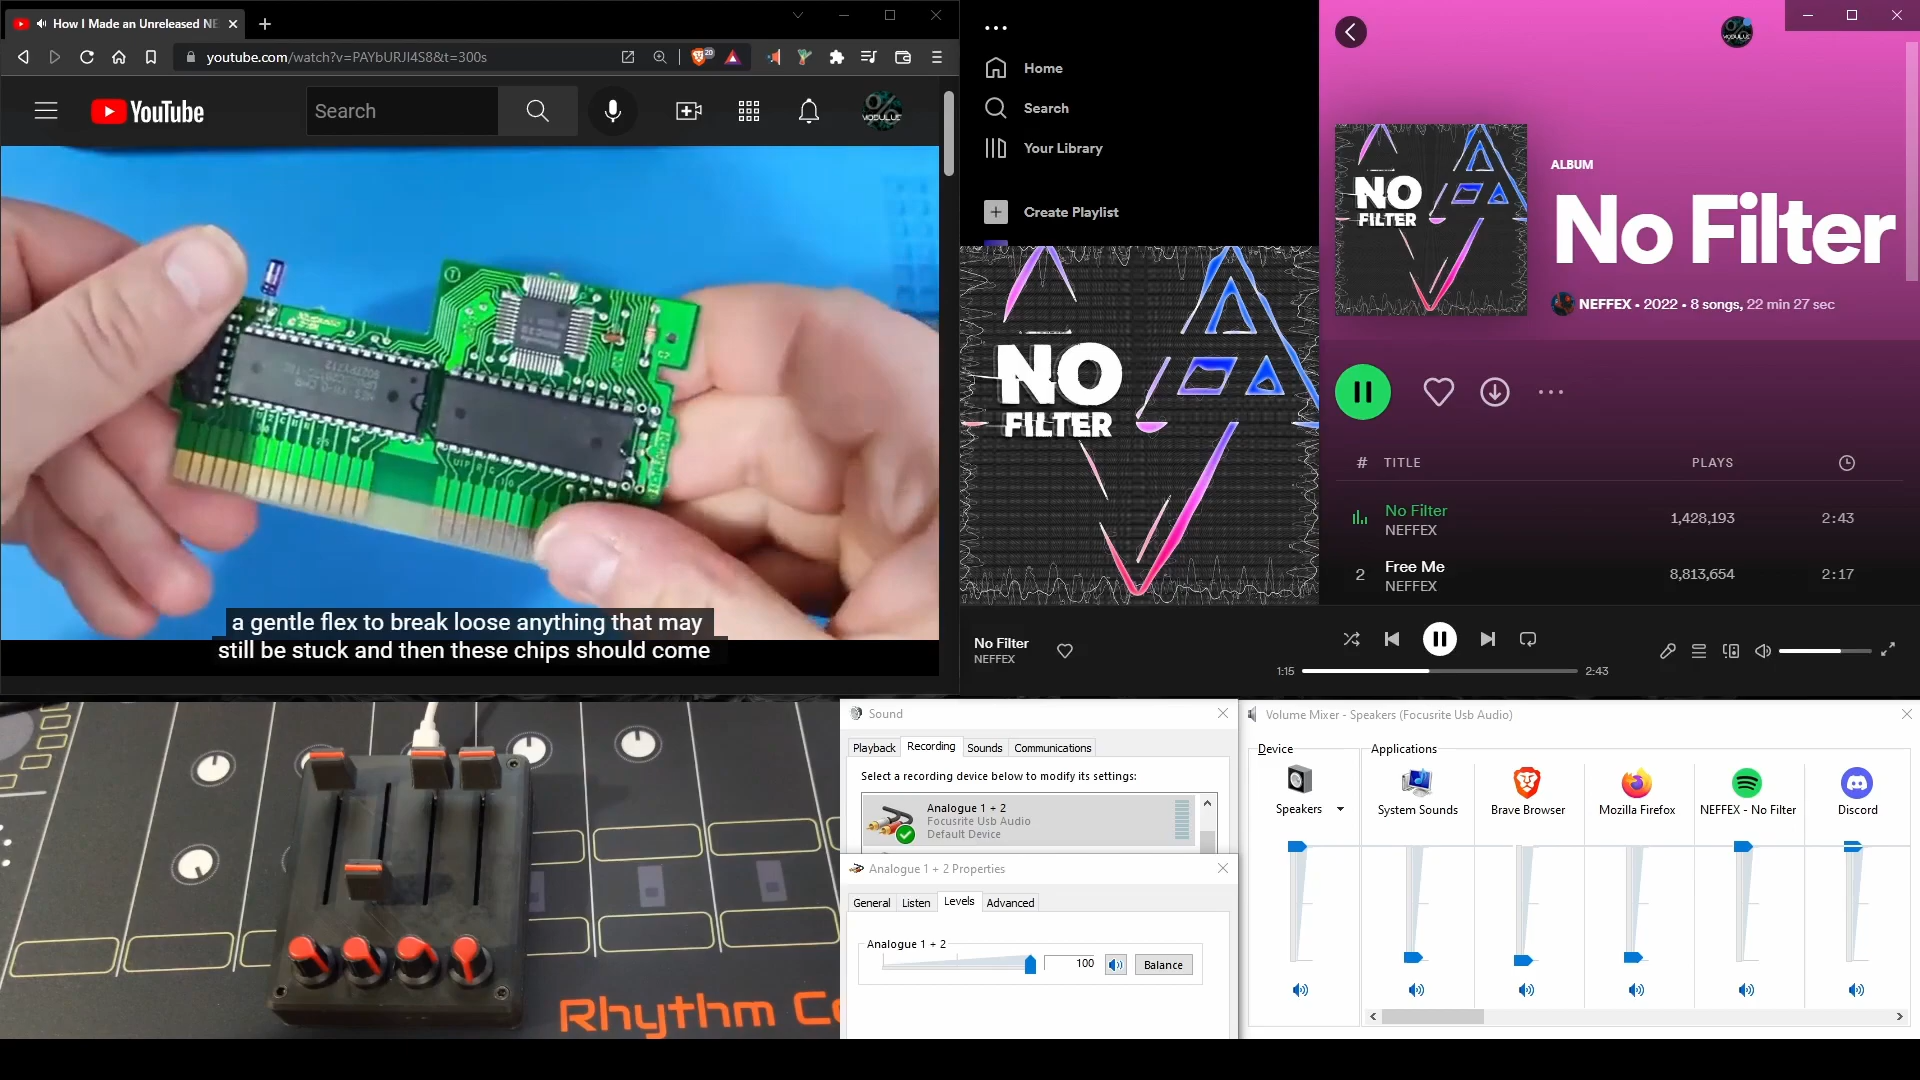 How I Made an Unreleased NE
youtube.com/watch?v=PAYbURJI4S8&t=300s
20
YouTube
Search
MODULUS
a gentle flex to break loose anything that may
still be stuck and then these chips should come
Home
Search
Your Library
Create Playlist
NO
FILTER
No Filter
NEFFEX
NO
FILTER
ALBUM
No Filter
NEFFEX • 2022 • 8 songs, 22 min 27 sec
# TITLE PLAYS
No Filter
NEFFEX
1,428,193 2:43
2 Free Me
NEFFEX
8,813,654 2:17
1:15 2:43
Rhythm Co
Sound
Playback Recording Sounds Communications
Select a recording device below to modify its settings:
Analogue 1 + 2
Focusrite Usb Audio
Default Device
Analogue 1 + 2 Properties
General Listen Levels Advanced
Analogue 1 + 2
100 Balance
Volume Mixer - Speakers (Focusrite Usb Audio)
Device Applications
Speakers System Sounds Brave Browser Mozilla Firefox NEFFEX - No Filter Discord